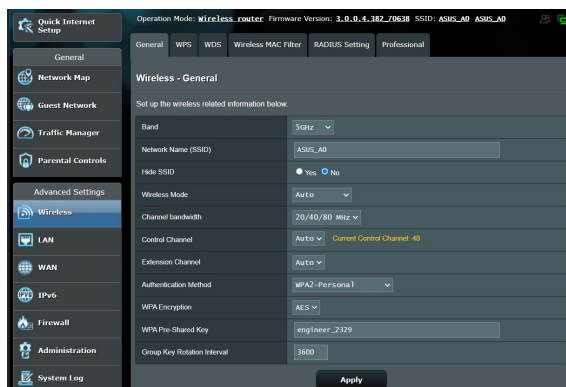 Quick Internet
Setup
Operation Mode: Wireless router Firmware Version: 3.0.0.4.382_70638 SSID: ASUS_A0 ASUS_A0
General
Network Map
Guest Network
Traffic Manager
Parental Controls
Advanced Settings
Wireless
LAN
WAN
IPv6
Firewall
Administration
System Log
General WPS WDS Wireless MAC Filter RADIUS Setting Professional
Wireless - General
Set up the wireless related information below.
Band 5GHz
Network Name (SSID) ASUS_A0
Hide SSID Yes No
Wireless Mode Auto
Channel bandwidth 20/40/80 MHz
Control Channel Auto Current Control Channel: 48
Extension Channel Auto
Authentication Method WPA2-Personal
WPA Encryption AES
WPA Pre-Shared Key engineer_2329
Group Key Rotation Interval 3600
Apply